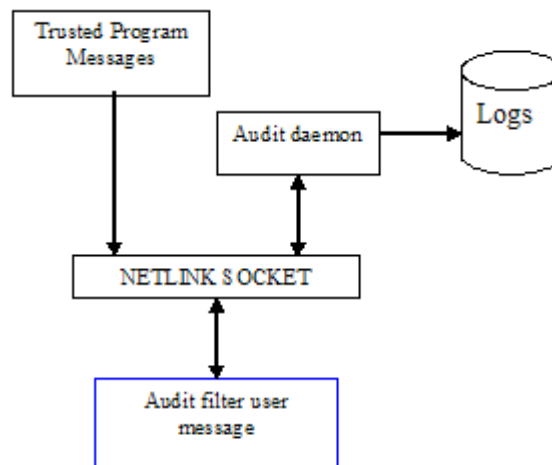 Trusted Program
Messages
Audit daemon
Logs
NETLINK SOCKET
Audit filter user
message